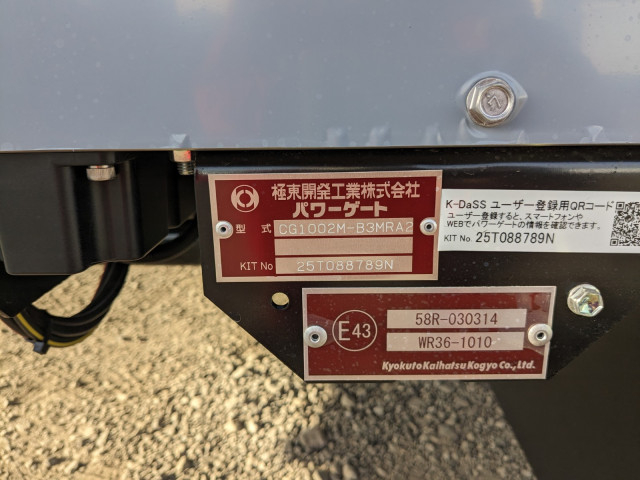 極東開発工業株式会社
パワーゲート
型 式 CG1002M-B3MRA2
KIT No 25T088789N
K-DaSS ユーザー登録用QRコード
ユーザー登録すると、スマートフォンや
WEBでパワーゲートの情報を確認できます。
KIT No. 25T088789N
E43
58R-030314
WR36-1010
Kyokuto Kaihatsu Kogyo Co., Ltd.